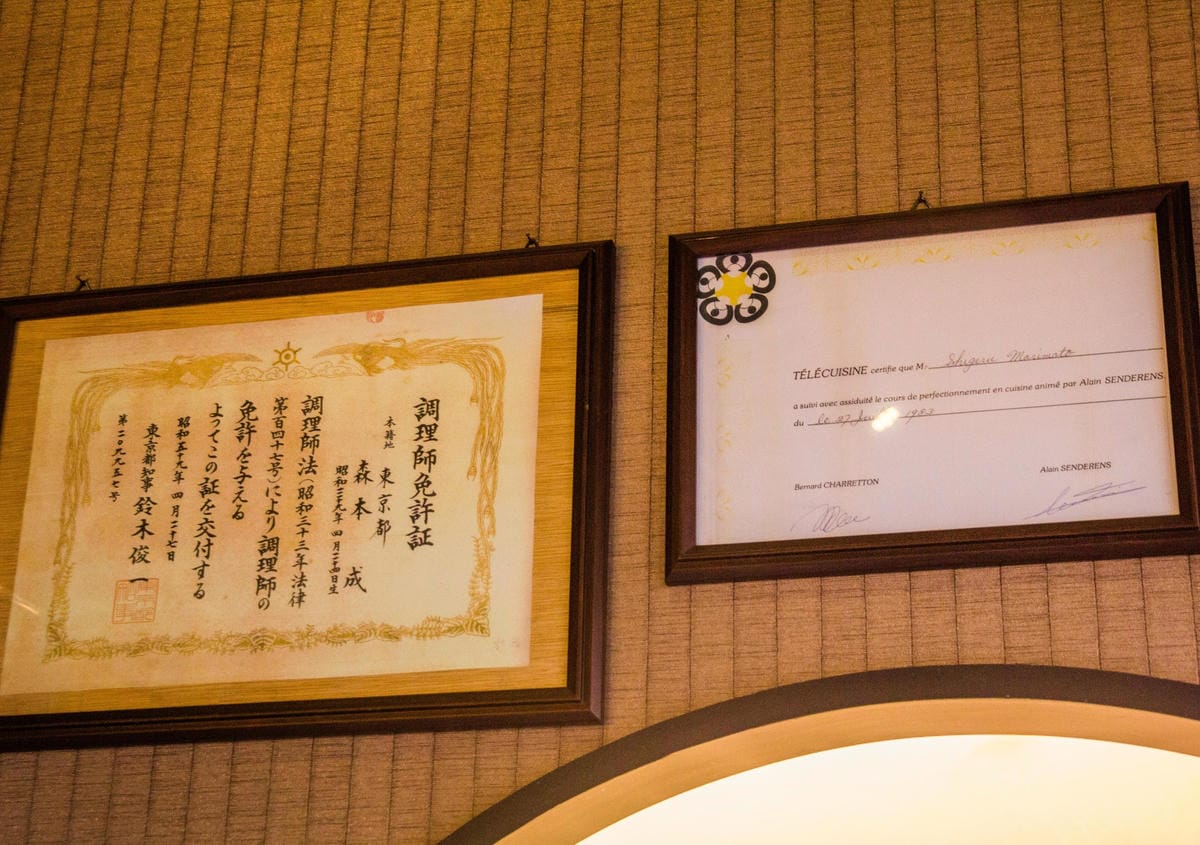 調理師免許証
本籍地 東京都
森本 成
昭和二十九年 四月二十四日生
調理師法(昭和三十三年法律
第百四十七号)により調理師の
免許を与える
よってこの証を交付する
昭和五十九年 四月二十七日
東京都知事 鈴木俊一
第二〇九九五七号
TÉLÉCUISINE certifie que M. Shigeru Morimoto
a suivi avec assiduité le cours de perfectionnement en cuisine animé par Alain SENDERENS
du le 27 1983
Alain SENDERENS
Bernard CHARRETTON